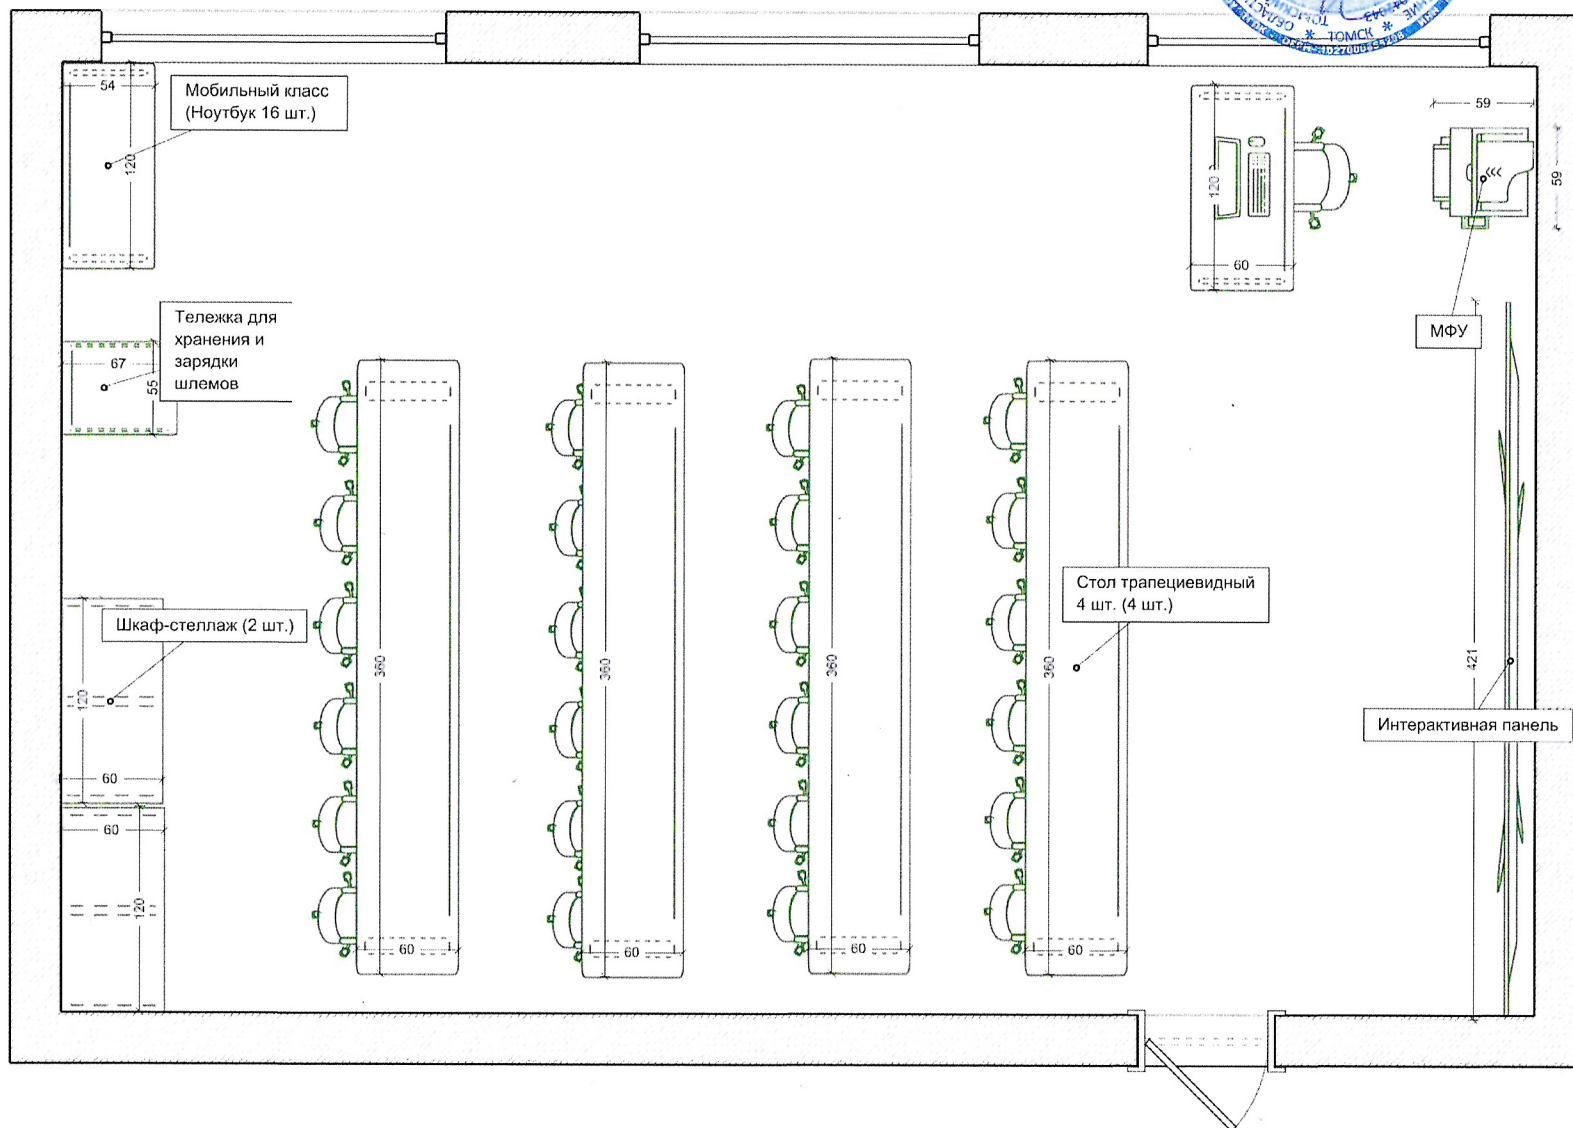 ТОМСК
54
Мобильный класс
(Ноутбук 16 шт.)
120
59
59
120
60
МФУ
Тележка для
хранения и
зарядки
шлемов
67
55
Стол трапециевидный
4 шт. (4 шт.)
Шкаф-стеллаж (2 шт.)
360
360
360
360
421
120
Интерактивная панель
60
60
120
60
60
60
60